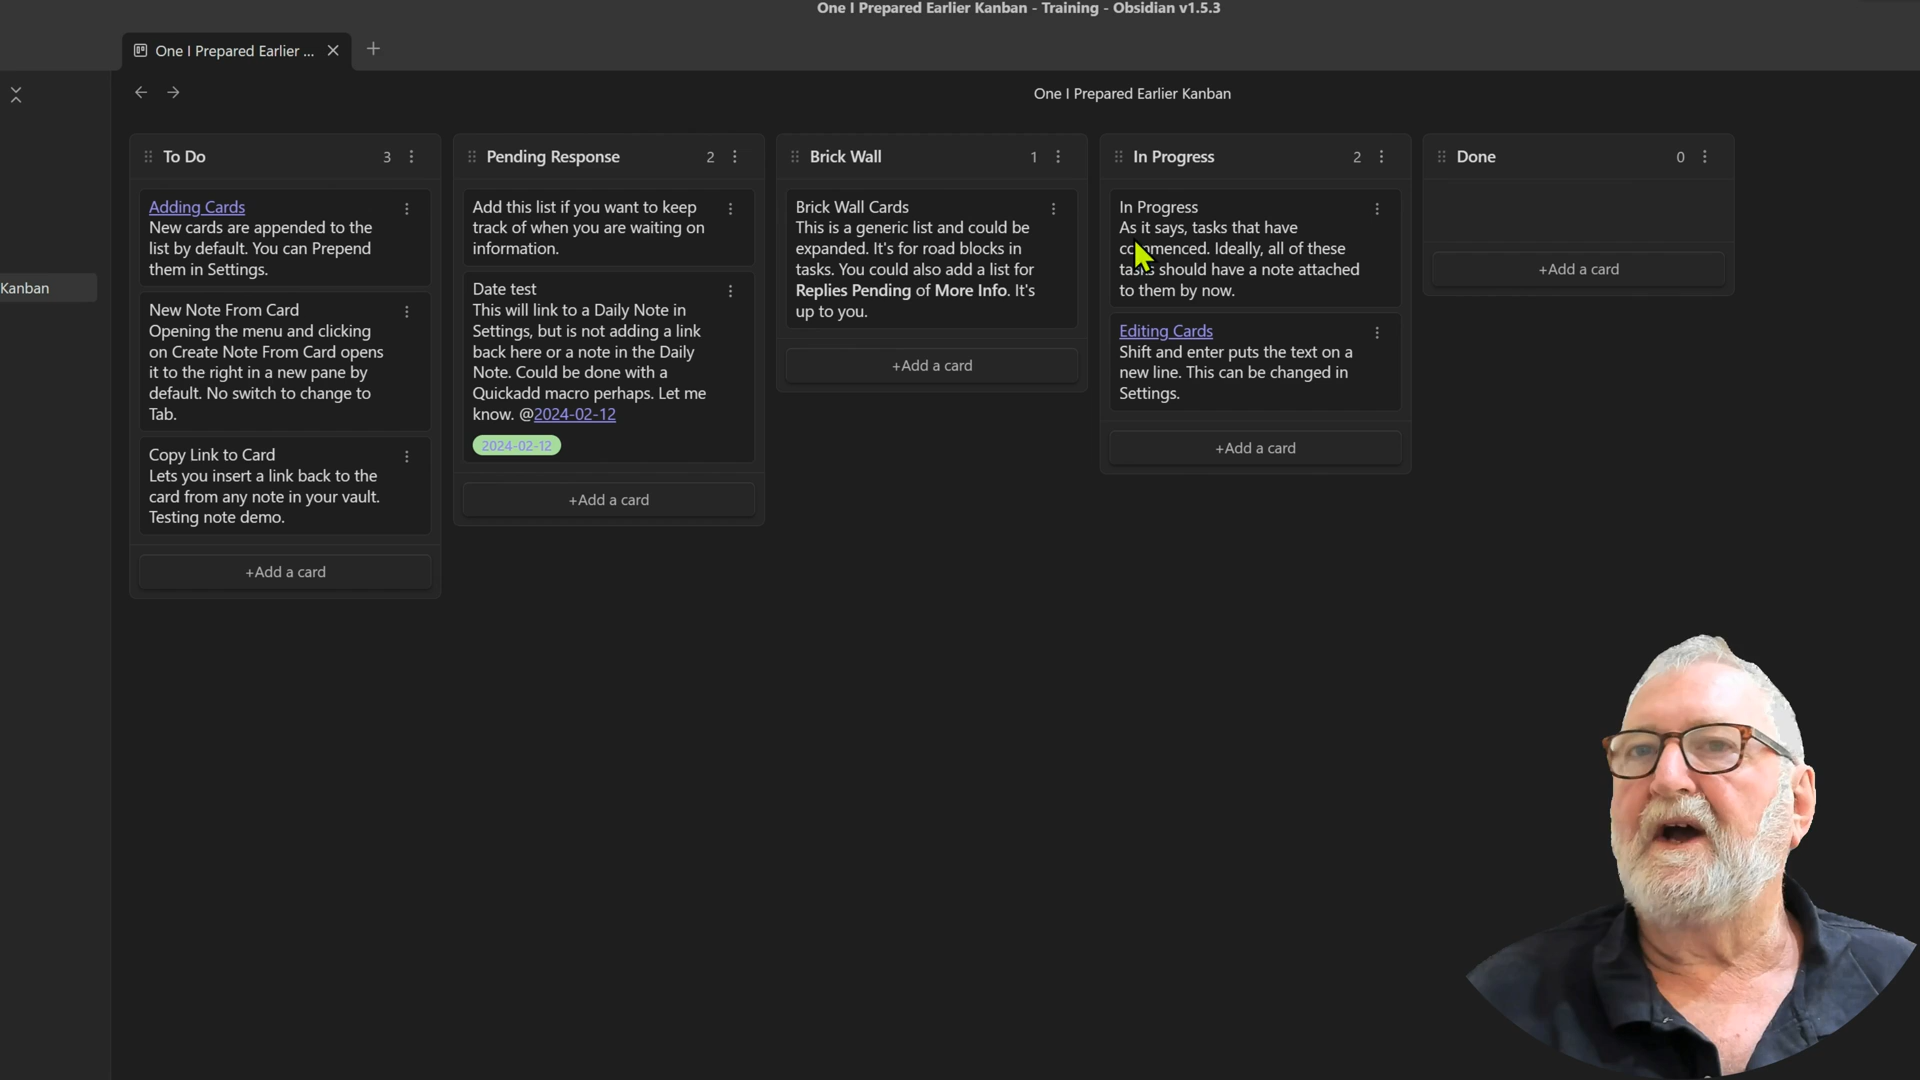 One I Prepared Earlier Kanban - Training - Obsidian v1.5.3
One I Prepared Earlier ...
One I Prepared Earlier Kanban
Kanban
To Do 3
Adding Cards
New cards are appended to the
list by default. You can Prepend
them in Settings.
New Note From Card
Opening the menu and clicking
on Create Note From Card opens
it to the right in a new pane by
default. No switch to change to
Tab.
Copy Link to Card
Lets you insert a link back to the
card from any note in your vault.
Testing note demo.
+Add a card
Pending Response 2
Add this list if you want to keep
track of when you are waiting on
information.
Date test
This will link to a Daily Note in
Settings, but is not adding a link
back here or a note in the Daily
Note. Could be done with a
Quickadd macro perhaps. Let me
know. @2024-02-12
2024-02-12
+Add a card
Brick Wall 1
Brick Wall Cards
This is a generic list and could be
expanded. It's for road blocks in
tasks. You could also add a list for
Replies Pending of More Info. It's
up to you.
+Add a card
In Progress 2
In Progress
As it says, tasks that have
commenced. Ideally, all of these
tasks should have a note attached
to them by now.
Editing Cards
Shift and enter puts the text on a
new line. This can be changed in
Settings.
+Add a card
Done 0
+Add a card